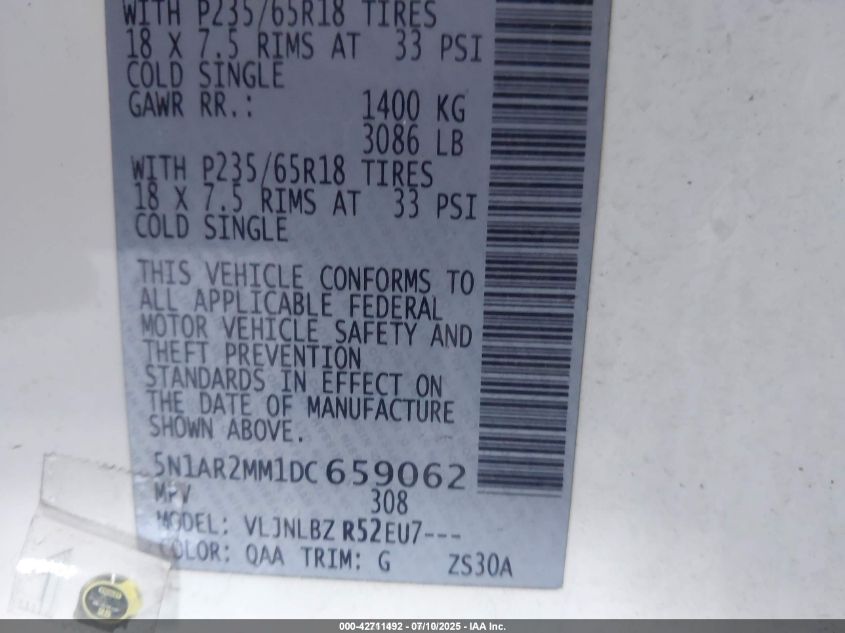 WITH P235/65R18 TIRES
18 X 7.5 RIMS AT 33 PSI
COLD SINGLE
GAWR RR.: 1400 KG
3086 LB
WITH P235/65R18 TIRES
18 X 7.5 RIMS AT 33 PSI
COLD SINGLE
THIS VEHICLE CONFORMS TO
ALL APPLICABLE FEDERAL
MOTOR VEHICLE SAFETY AND
THEFT PREVENTION
STANDARDS IN EFFECT ON
THE DATE OF MANUFACTURE
SHOWN ABOVE.
5N1AR2MM1DC659062
MPV 308
MODEL: VLJNLBZ R52EU7---
COLOR: QAA TRIM: G ZS30A
000-42711492 - 07/10/2025 - IAA Inc.